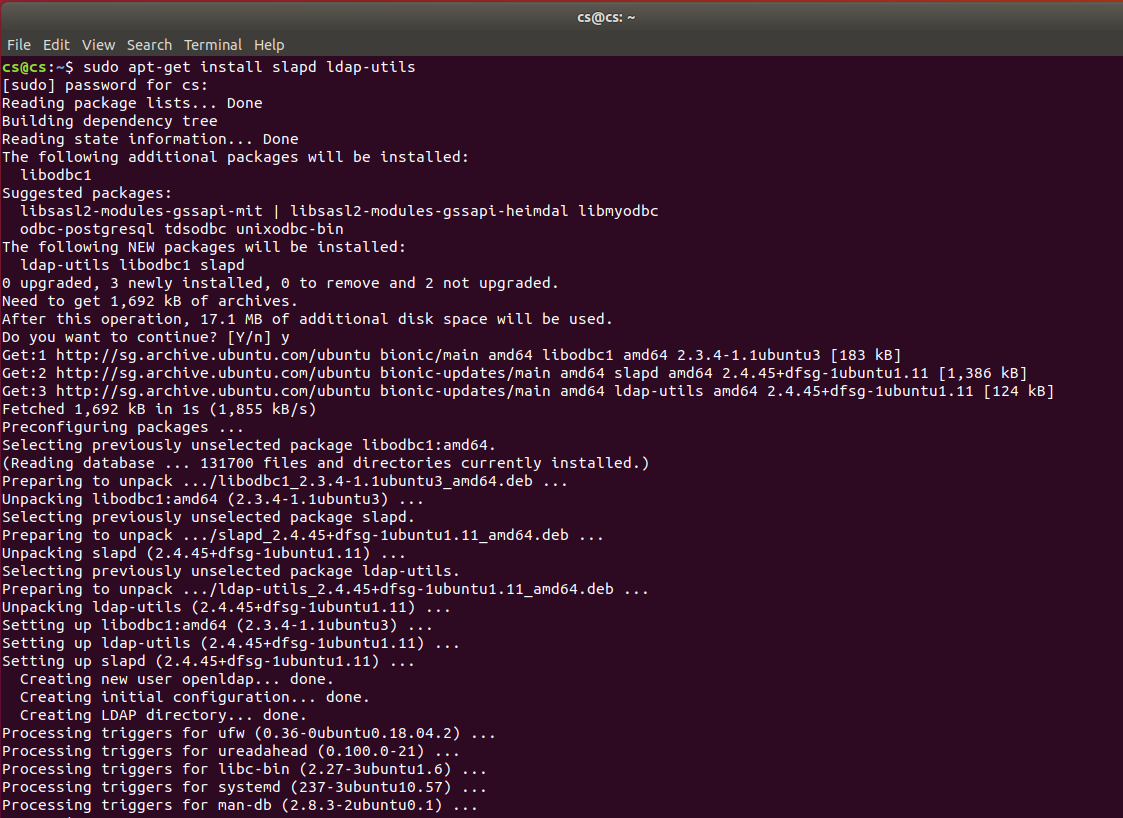 cs@cs: ~
File Edit View Search Terminal Help
cs@cs:~$ sudo apt-get install slapd ldap-utils
[sudo] password for cs:
Reading package lists... Done
Building dependency tree
Reading state information... Done
The following additional packages will be installed:
  libodbc1
Suggested packages:
  libsasl2-modules-gssapi-mit | libsasl2-modules-gssapi-heimdal libmyodbc
  odbc-postgresql tdsodbc unixodbc-bin
The following NEW packages will be installed:
  ldap-utils libodbc1 slapd
0 upgraded, 3 newly installed, 0 to remove and 2 not upgraded.
Need to get 1,692 kB of archives.
After this operation, 17.1 MB of additional disk space will be used.
Do you want to continue? [Y/n] y
Get:1 http://sg.archive.ubuntu.com/ubuntu bionic/main amd64 libodbc1 amd64 2.3.4-1.1ubuntu3 [183 kB]
Get:2 http://sg.archive.ubuntu.com/ubuntu bionic-updates/main amd64 slapd amd64 2.4.45+dfsg-1ubuntu1.11 [1,386 kB]
Get:3 http://sg.archive.ubuntu.com/ubuntu bionic-updates/main amd64 ldap-utils amd64 2.4.45+dfsg-1ubuntu1.11 [124 kB]
Fetched 1,692 kB in 1s (1,855 kB/s)
Preconfiguring packages ...
Selecting previously unselected package libodbc1:amd64.
(Reading database ... 131700 files and directories currently installed.)
Preparing to unpack .../libodbc1_2.3.4-1.1ubuntu3_amd64.deb ...
Unpacking libodbc1:amd64 (2.3.4-1.1ubuntu3) ...
Selecting previously unselected package slapd.
Preparing to unpack .../slapd_2.4.45+dfsg-1ubuntu1.11_amd64.deb ...
Unpacking slapd (2.4.45+dfsg-1ubuntu1.11) ...
Selecting previously unselected package ldap-utils.
Preparing to unpack .../ldap-utils_2.4.45+dfsg-1ubuntu1.11_amd64.deb ...
Unpacking ldap-utils (2.4.45+dfsg-1ubuntu1.11) ...
Setting up libodbc1:amd64 (2.3.4-1.1ubuntu3) ...
Setting up ldap-utils (2.4.45+dfsg-1ubuntu1.11) ...
Setting up slapd (2.4.45+dfsg-1ubuntu1.11) ...
  Creating new user openldap... done.
  Creating initial configuration... done.
  Creating LDAP directory... done.
Processing triggers for ufw (0.36-0ubuntu0.18.04.2) ...
Processing triggers for ureadahead (0.100.0-21) ...
Processing triggers for libc-bin (2.27-3ubuntu1.6) ...
Processing triggers for systemd (237-3ubuntu10.57) ...
Processing triggers for man-db (2.8.3-2ubuntu0.1) ...